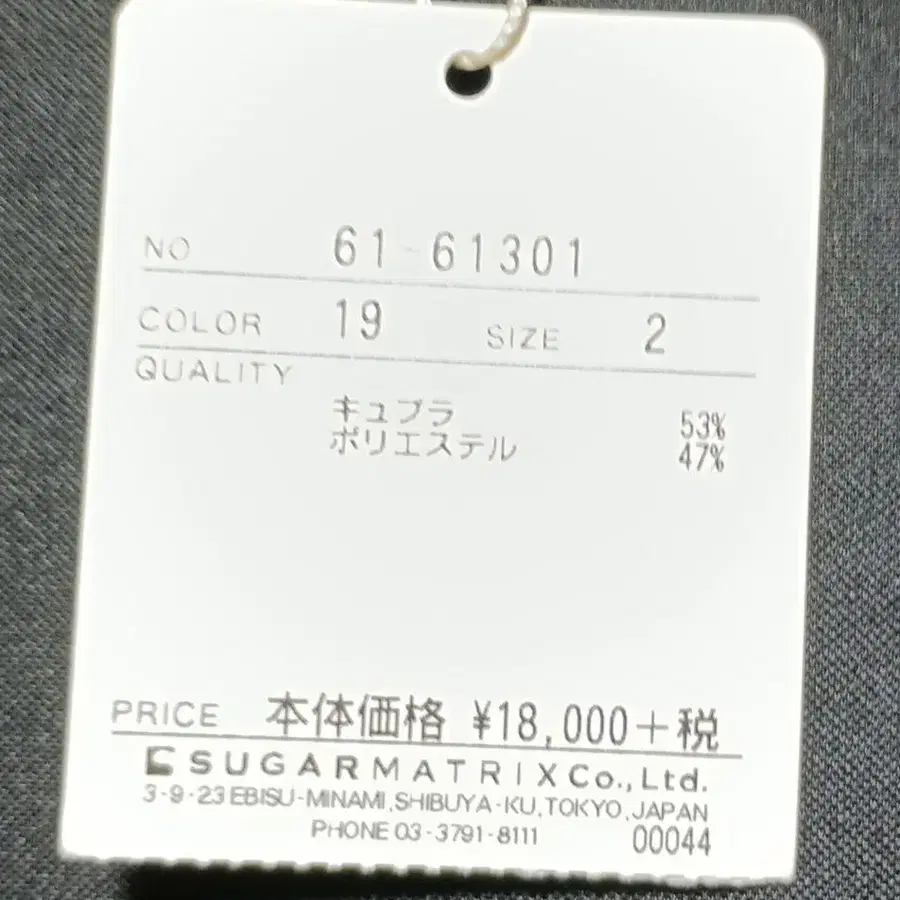 NO 61-61301
COLOR 19 SIZE 2
QUALITY
キュプラ 53%
ポリエステル 47%
PRICE 本体価格 ¥18,000+税
SUGARMATRIX Co., Ltd.
3-9-23 EBISU-MINAMI, SHIBUYA-KU, TOKYO, JAPAN
PHONE 03-3791-8111 00044